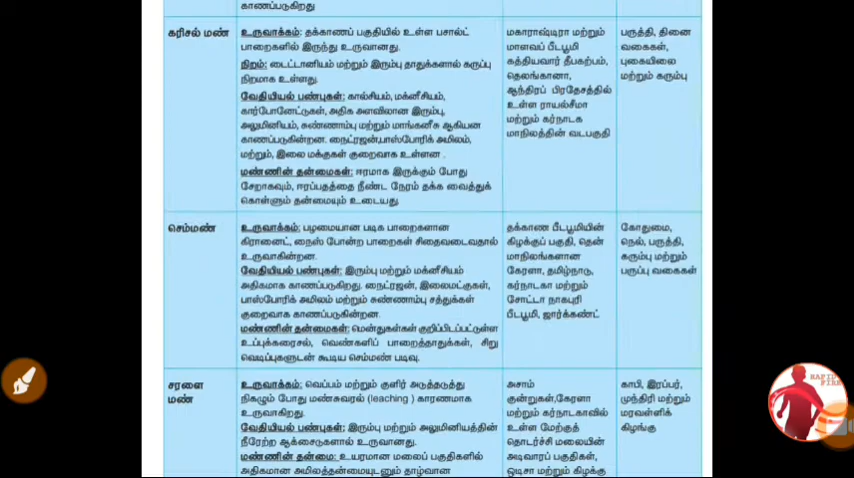 காணப்படுகிறது
கரிசல் மண்
உருவாக்கம்: தக்காணப் பகுதியில் உள்ள பசால்ட்
பாறைகளில் இருந்து உருவானது.
நிறம்: டைட்டானியம் மற்றும் இரும்பு தாதுக்களால் கருப்பு
நிறமாக உள்ளது.
வேதியியல் பண்புகள்: கால்சியம், மக்னீசியம்,
கார்போனேட்டுகள், அதிக அளவிலான இரும்பு,
அலுமினியம், சுண்ணாம்பு மற்றும் மாங்கனீசு ஆகியன
காணப்படுகின்றன. நைட்ரஜன்,பாஸ்போரிக் அமிலம்,
மற்றும், இலை மக்குகள் குறைவாக உள்ளன .
மண்ணின் தன்மைகள்: ஈரமாக இருக்கும் போது
சேறாகவும், ஈரப்பதத்தை நீண்ட நேரம் தக்க வைத்துக்
கொள்ளும் தன்மையும் உடையது.
மகாராஷ்டிரா மற்றும்
மாளவப் பீடபூமி
கத்தியவார் தீபகற்பம்,
தெலங்கானா,
ஆந்திரப் பிரதேசத்தில்
உள்ள ராயல்சீமா
மற்றும் கர்நாடக
மாநிலத்தின் வடபகுதி
பருத்தி, தினை
வகைகள்,
புகையிலை
மற்றும் கரும்பு
செம்மண்
உருவாக்கம்: பழமையான படிக பாறைகளான
கிரானைட், நைஸ் போன்ற பாறைகள் சிதைவடைவதால்
உருவாகின்றன.
வேதியியல் பண்புகள்: இரும்பு மற்றும் மக்னீசியம்
அதிகமாக காணப்படுகிறது. நைட்ரஜன், இலைமட்குகள்,
பாஸ்போரிக் அமிலம் மற்றும் சுண்ணாம்பு சத்துக்கள்
குறைவாக காணப்படுகின்றன.
மண்ணின் தன்மைகள்: மென்துகள்கள் குறிப்பிடப்பட்டுள்ள
உப்புக்கரைசல், வெண்களிப் பாறைத்தாதுக்கள், சிறு
வெடிப்புகளுடன் கூடிய செம்மண் படிவு.
தக்காண பீடபூமியின்
கிழக்குப் பகுதி, தென்
மாநிலங்களான
கேரளா, தமிழ்நாடு,
கர்நாடகா மற்றும்
சோட்டா நாகபுரி
பீடபூமி, ஜார்க்கண்ட்
கோதுமை,
நெல், பருத்தி,
கரும்பு மற்றும்
பருப்பு வகைகள்
சரளை
மண்
உருவாக்கம்: வெப்பம் மற்றும் குளிர் அடுத்தடுத்து
நிகழும் போது மண்சுவரல் (leaching ) காரணமாக
உருவாகிறது.
வேதியியல் பண்புகள்: இரும்பு மற்றும் அலுமினியத்தின்
நீரேற்ற ஆக்சைடுகளால் உருவானது.
மண்ணின் தன்மை: உயரமான மலைப் பகுதிகளில்
அதிகமான அமிலத்தன்மையுடனும் தாழ்வான
அசாம்
குன்றுகள்,கேரளா
மற்றும் கர்நாடகாவில்
உள்ள மேற்குத்
தொடர்ச்சி மலையின்
அடிவாரப் பகுதிகள்,
ஒடிசா மற்றும் கிழக்கு
காபி, இரப்பர்,
முந்திரி மற்றும்
மரவள்ளிக்
கிழங்கு
RAPID
FIRE